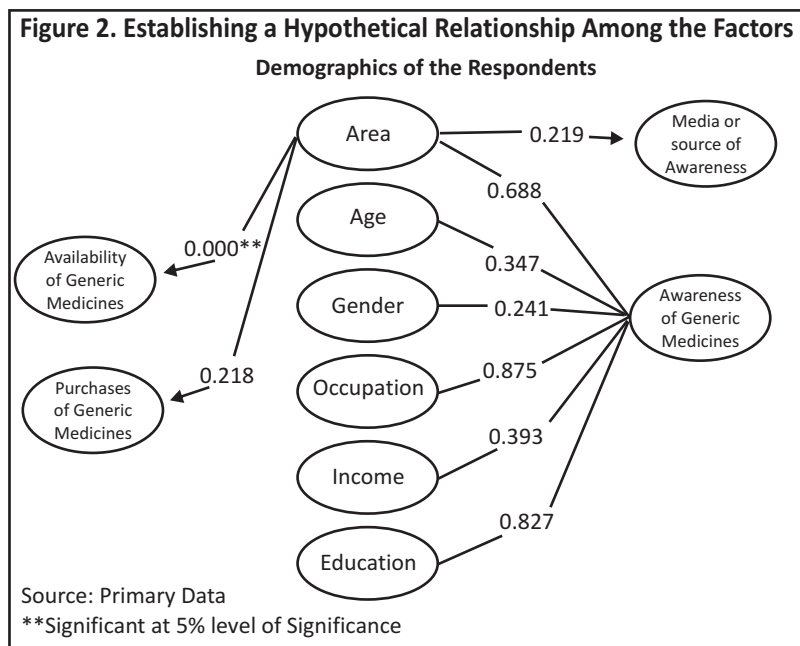 Figure 2. Establishing a Hypothetical Relationship Among the Factors
Demographics of the Respondents
Area
0.219
Media or
source of
Awareness
0.688
Age
0.000**
Availability
of Generic
Medicines
0.347
Gender
0.241
Awareness
of Generic
Medicines
0.218
Purchases
of Generic
Medicines
Occupation
0.875
0.393
Income
0.827
Education
Source: Primary Data
**Significant at 5% level of Significance